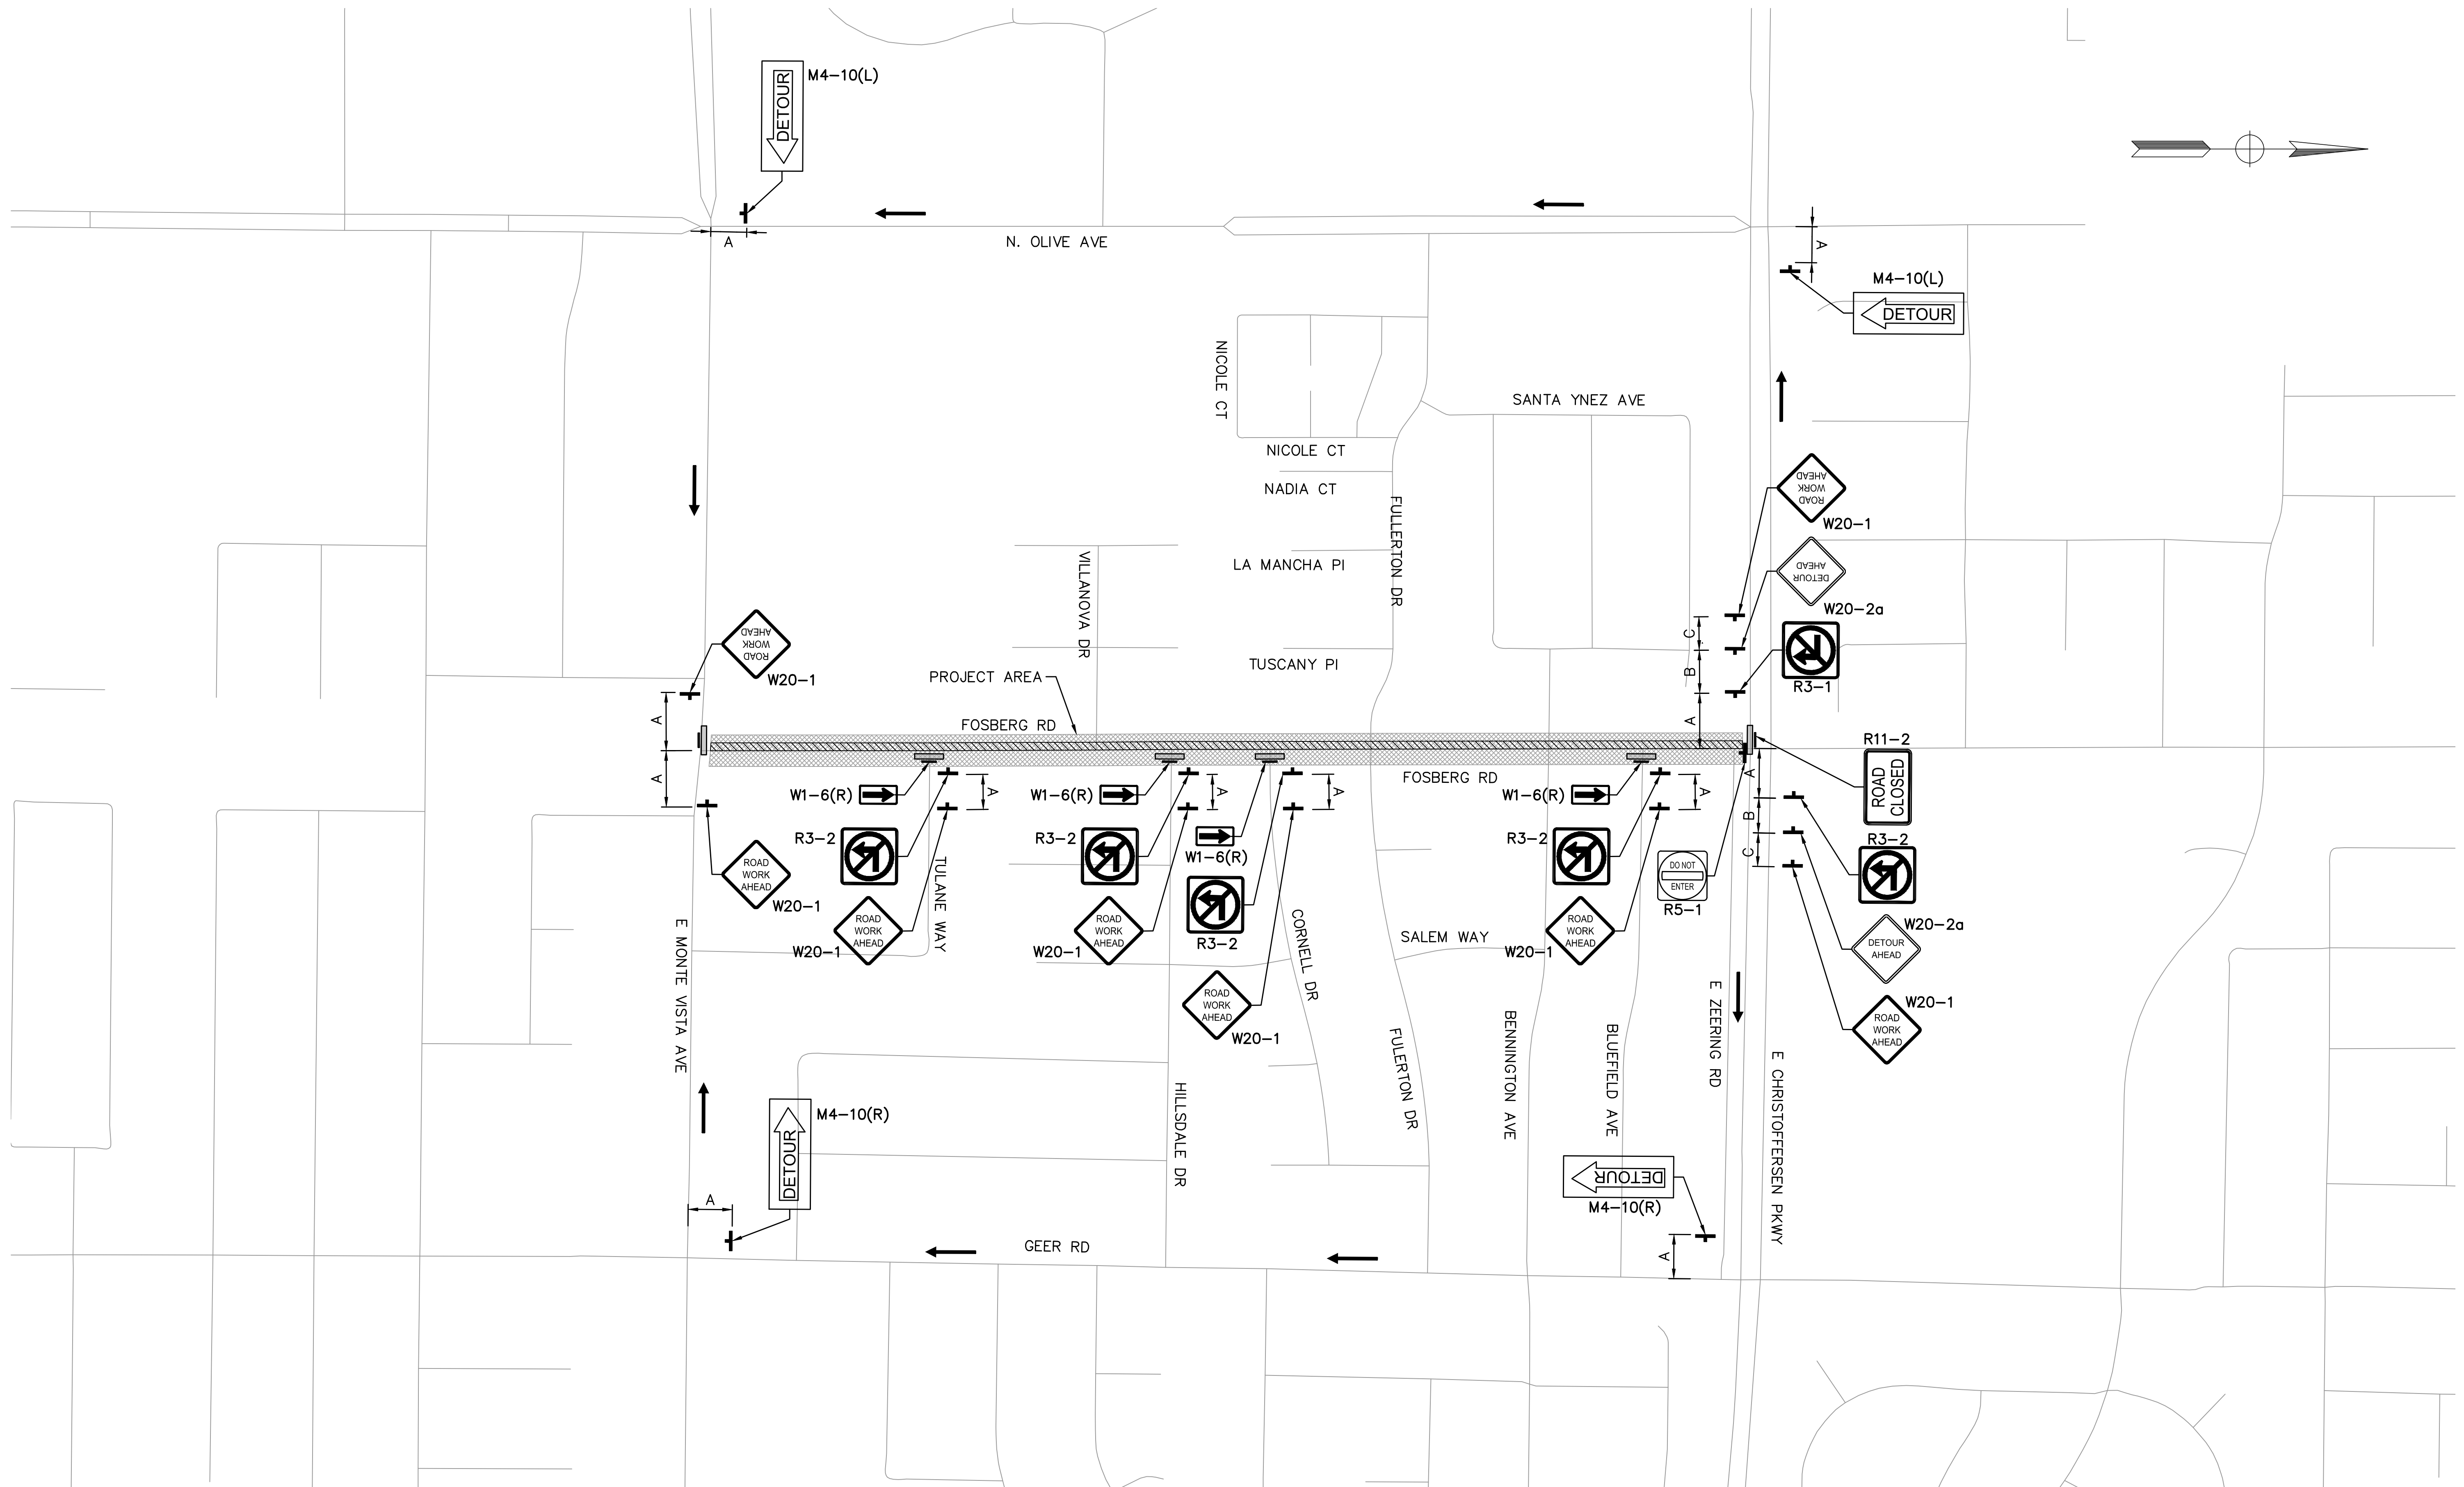 M4-10(L)
DETOUR
A
N. OLIVE AVE
A
M4-10(L)
DETOUR
NICOLE CT
SANTA YNEZ AVE
NICOLE CT
NADIA CT
FULLERTON DR
ROAD
WORK
AHEAD
W20-1
LA MANCHA PI
VILLANOVA DR
DETOUR
AHEAD
W20-2a
C
B
A
TUSCANY PI
R3-1
ROAD
WORK
AHEAD
W20-1
PROJECT AREA
FOSBERG RD
A
A
R11-2
ROAD
CLOSED
FOSBERG RD
W1-6(R)
A
W1-6(R)
A
A
W1-6(R)
A
A
B
C
R3-2
R3-2
W1-6(R)
R3-2
R3-2
ROAD
WORK
AHEAD
W20-1
TULANE WAY
R3-2
DO NOT
ENTER
R5-1
ROAD
WORK
AHEAD
W20-1
ROAD
WORK
AHEAD
W20-1
CORNELL DR
SALEM WAY
ROAD
WORK
AHEAD
W20-1
W20-2a
DETOUR
AHEAD
E MONTE VISTA AVE
ROAD
WORK
AHEAD
W20-1
W20-1
ROAD
WORK
AHEAD
FULERTON DR
BENNINGTON AVE
BLUEFIELD AVE
E ZEERING RD
E CHRISTOFFERSEN PKWY
HILLSDALE DR
M4-10(R)
DETOUR
DETOUR
M4-10(R)
A
GEER RD
A